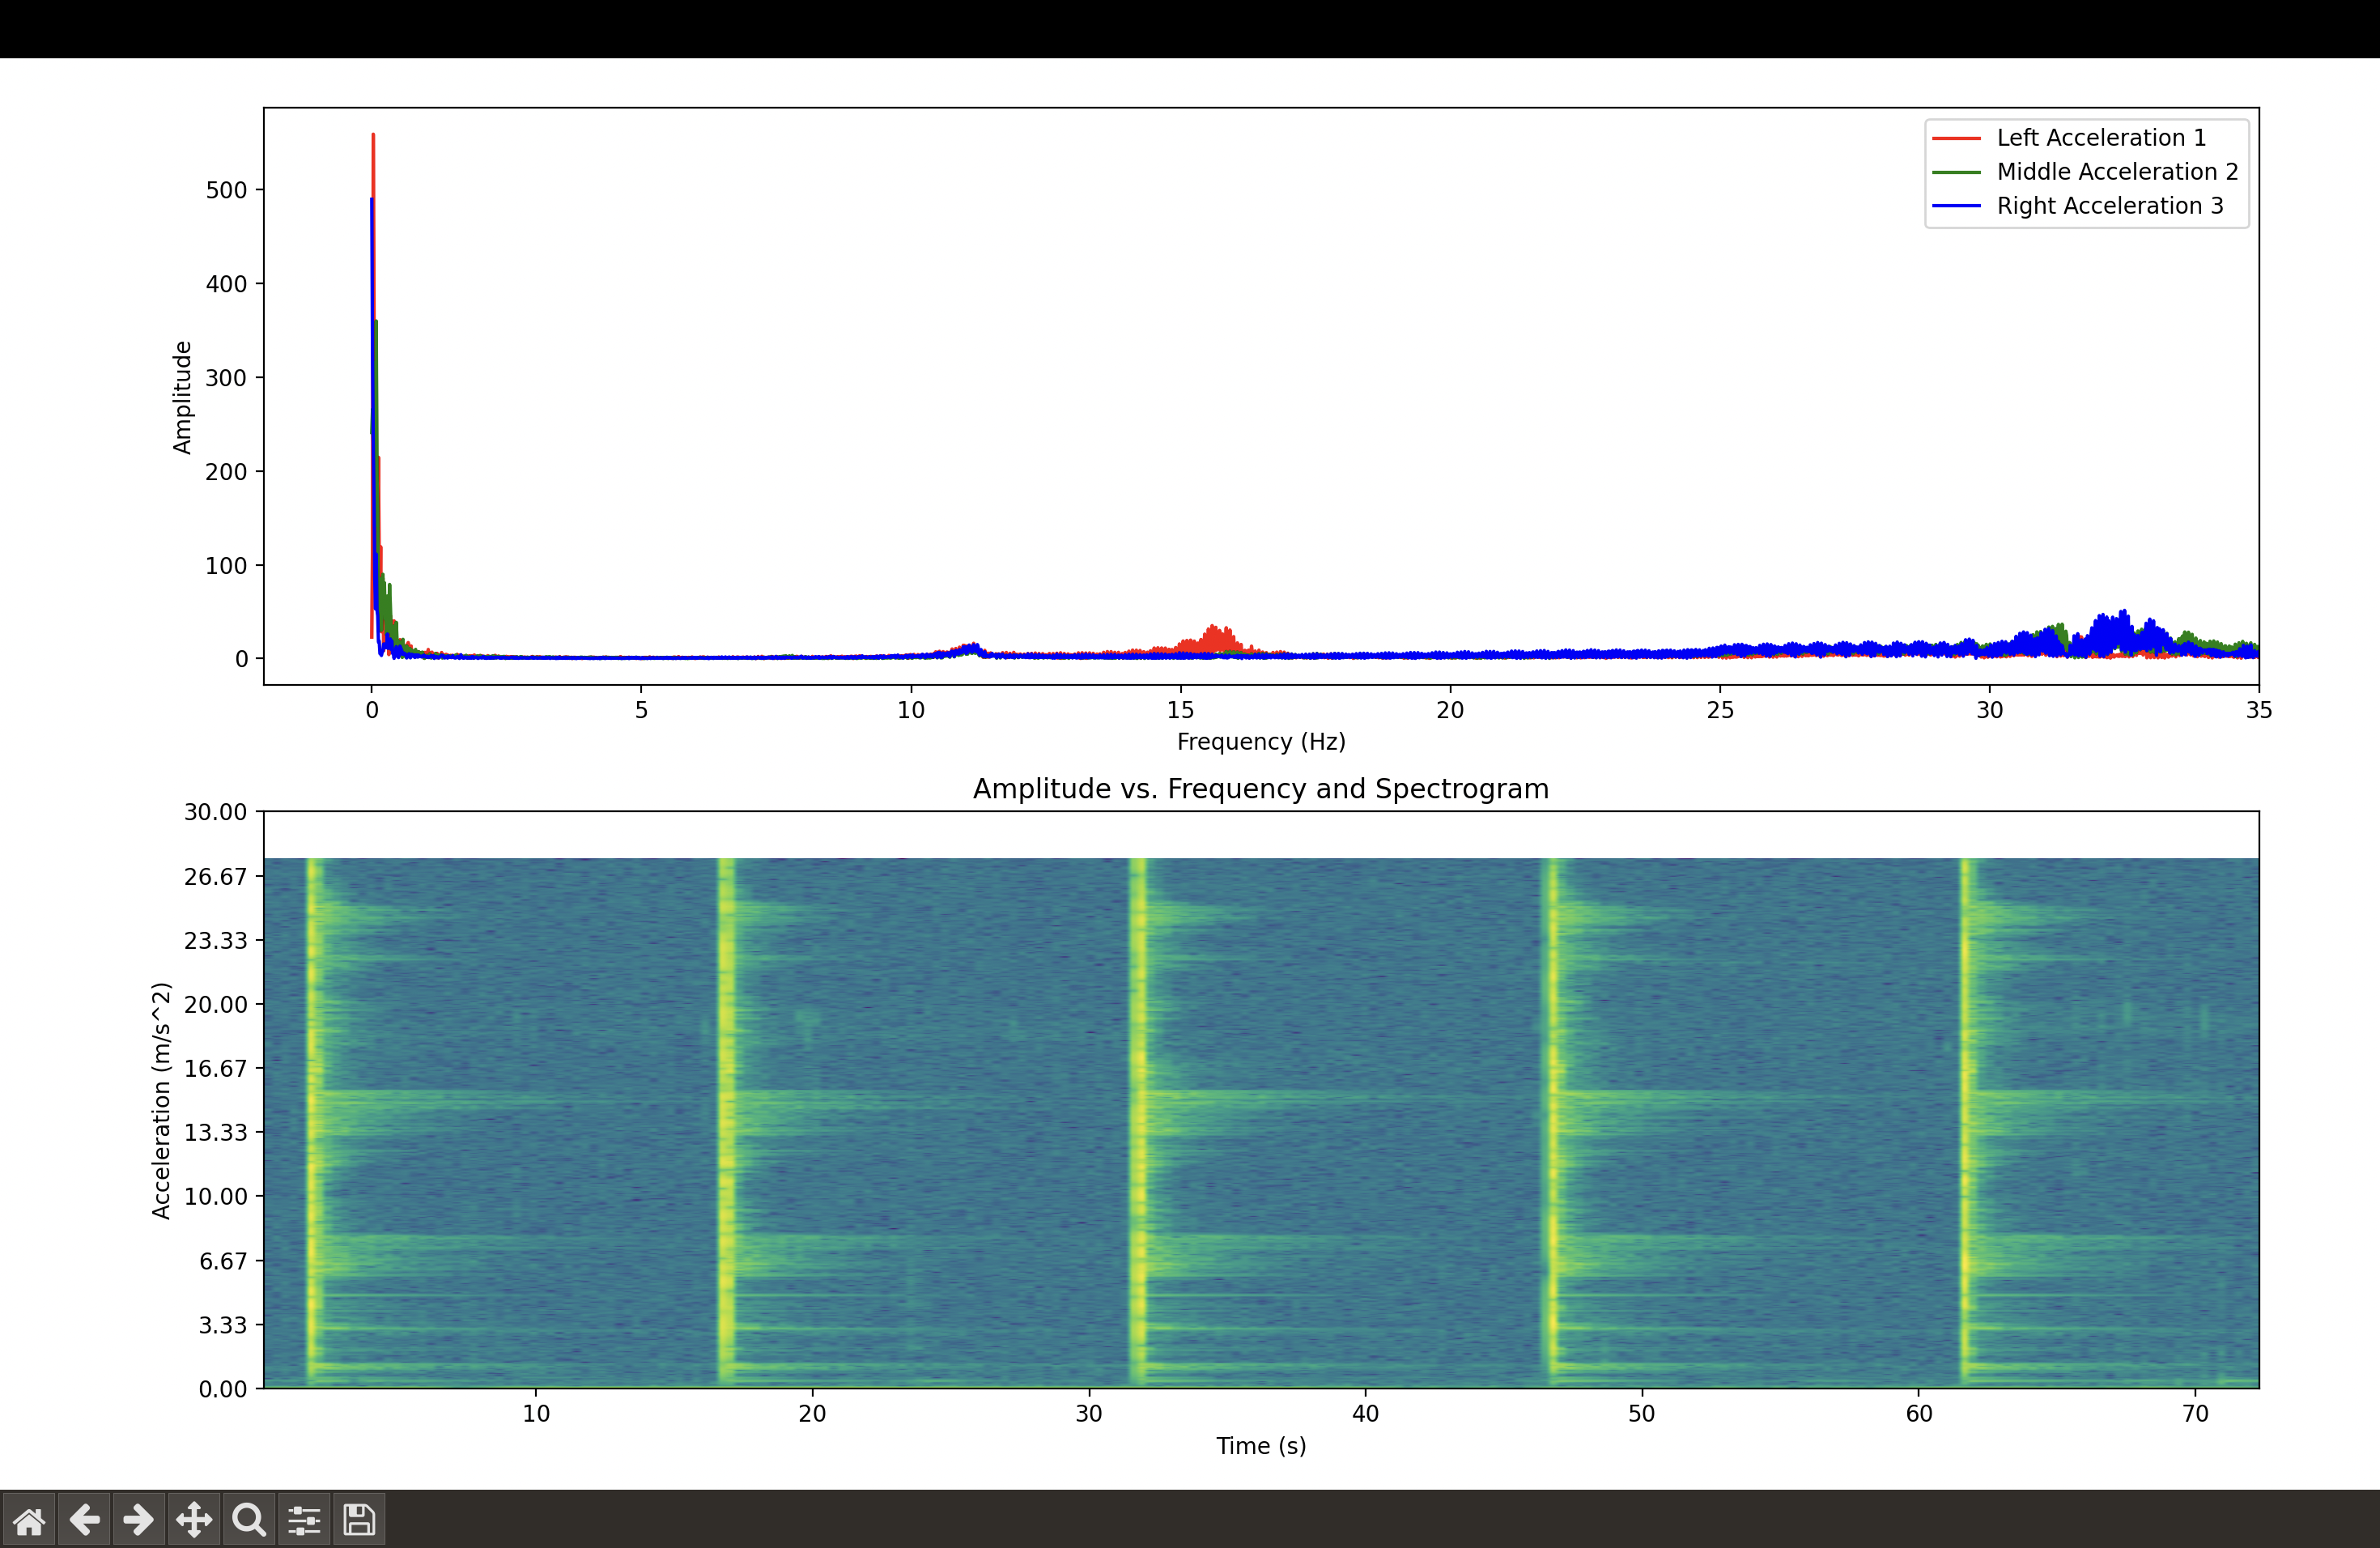 Left Acceleration 1
Middle Acceleration 2
Right Acceleration 3
500
400
300
200
100
0
Amplitude
0 5 10 15 20 25 30 35
Frequency (Hz)
Amplitude vs. Frequency and Spectrogram
30.00
26.67
23.33
20.00
16.67
13.33
10.00
6.67
3.33
0.00
Acceleration (m/s^2)
10 20 30 40 50 60 70
Time (s)